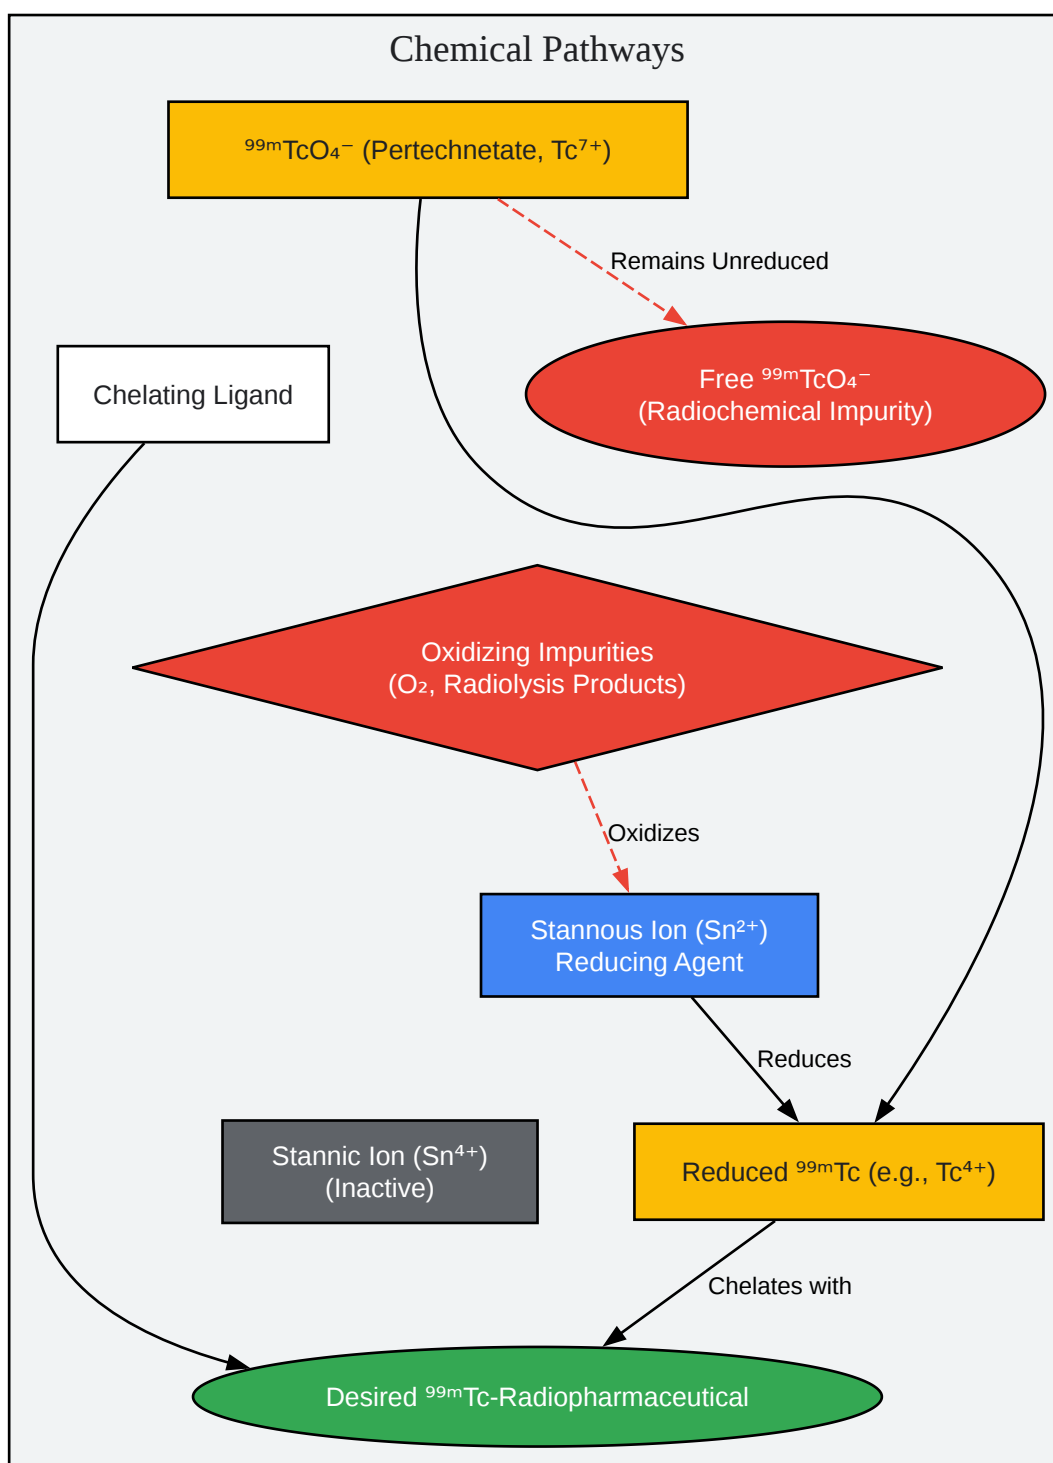 Chemical Pathways
⁹⁹ᵐTcO₄⁻ (Pertechnetate, Tc⁷⁺)
Remains Unreduced
Free ⁹⁹ᵐTcO₄⁻
(Radiochemical Impurity)
Chelating Ligand
Oxidizing Impurities
(O₂, Radiolysis Products)
Oxidizes
Stannous Ion (Sn²⁺)
Reducing Agent
Reduces
Stannic Ion (Sn⁴⁺)
(Inactive)
Reduced ⁹⁹ᵐTc (e.g., Tc⁴⁺)
Chelates with
Desired ⁹⁹ᵐTc-Radiopharmaceutical